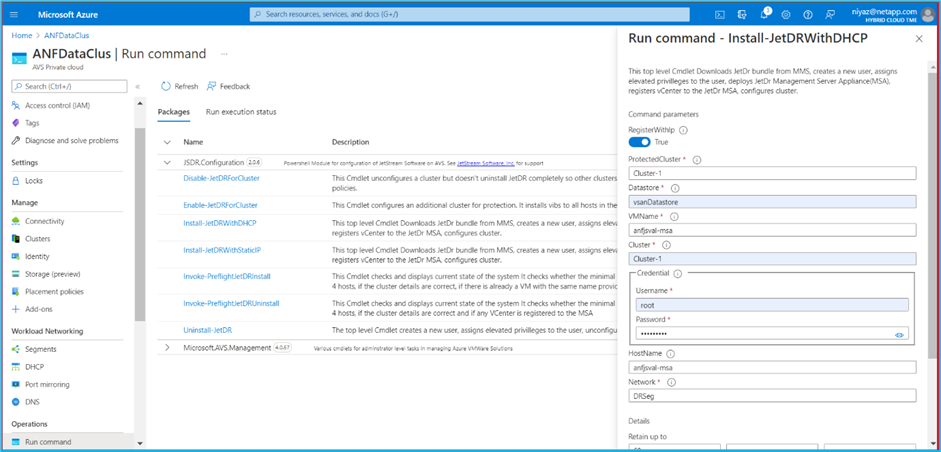 Microsoft Azure
Search resources, services, and docs (G+/)
1
niyaz@netapp.com
HYBRID CLOUD TME
Home > ANFDataClus
ANFDataClus | Run command ...
AVS Private cloud
Search (Ctrl+/)
«
Access control (IAM)
Tags
Diagnose and solve problems
Settings
Locks
Manage
Connectivity
Clusters
Identity
Storage (preview)
Placement policies
Add-ons
Workload Networking
Segments
DHCP
Port mirroring
DNS
Operations
Run command
Refresh
Feedback
Packages
Run execution status
Name
Description
JSDR.Configuration 2.0.6
Powershell Module for configuration of JetStream Software on AVS. See JetStream Software, Inc. for support
Disable-JetDRForCluster
This Cmdlet unconfigures a cluster but doesn't uninstall JetDR completely so other clusters
policies.
Enable-JetDRForCluster
This Cmdlet configures an additional cluster for protection. It installs vibs to all hosts in the
Install-JetDRWithDHCP
This top level Cmdlet Downloads JetDr bundle from MMS, creates a new user, assigns elevat
registers vCenter to the JetDr MSA, configures cluster.
Install-JetDRWithStaticIP
This top level Cmdlet Downloads JetDr bundle from MMS, creates a new user, assigns elevat
registers vCenter to the JetDr MSA, configures cluster.
Invoke-PreflightJetDRInstall
This Cmdlet checks and displays current state of the system It checks whether the minimal
4 hosts, if the cluster details are correct, if there is already a VM with the same name provic
Invoke-PreflightJetDRUninstall
This Cmdlet checks and displays current state of the system It checks whether the minimal
4 hosts, if the cluster details are correct and if any VCenter is registered to the MSA
Uninstall-JetDR
The top level Cmdlet creates a new user, assigns elevated privilleges to the user, unconfigu
Microsoft.AVS.Management 4.0.67
Various cmdlets for administrator level tasks in managing Azure VMWare Solutions
Run command - Install-JetDRWithDHCP
This top level Cmdlet Downloads JetDr bundle from MMS, creates a new user, assigns
elevated privilleges to the user, deploys JetDr Management Server Appliance(MSA),
registers vCenter to the JetDr MSA, configures cluster.
Command parameters
RegisterWithIp
True
ProtectedCluster *
Cluster-1
Datastore *
vsanDatastore
VMName *
anfjsval-msa
Cluster *
Cluster-1
Credential
Username *
root
Password *
•••••••••
HostName
anfjsval-msa
Network *
DRSeg
Details
Retain up to